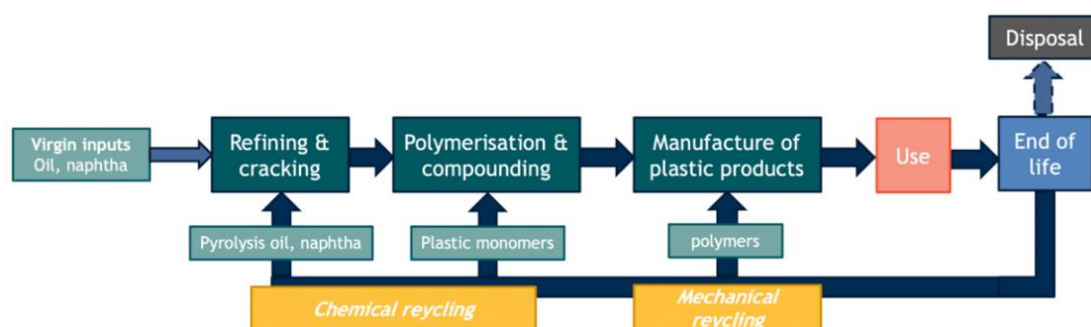 Disposal
Virgin inputs
Oil, naphtha
Refining &
cracking
Polymerisation &
compounding
Manufacture of
plastic products
Use
End of
life
Pyrolysis oil, naphtha
Plastic monomers
polymers
Chemical reycling
Mechanical
reycling